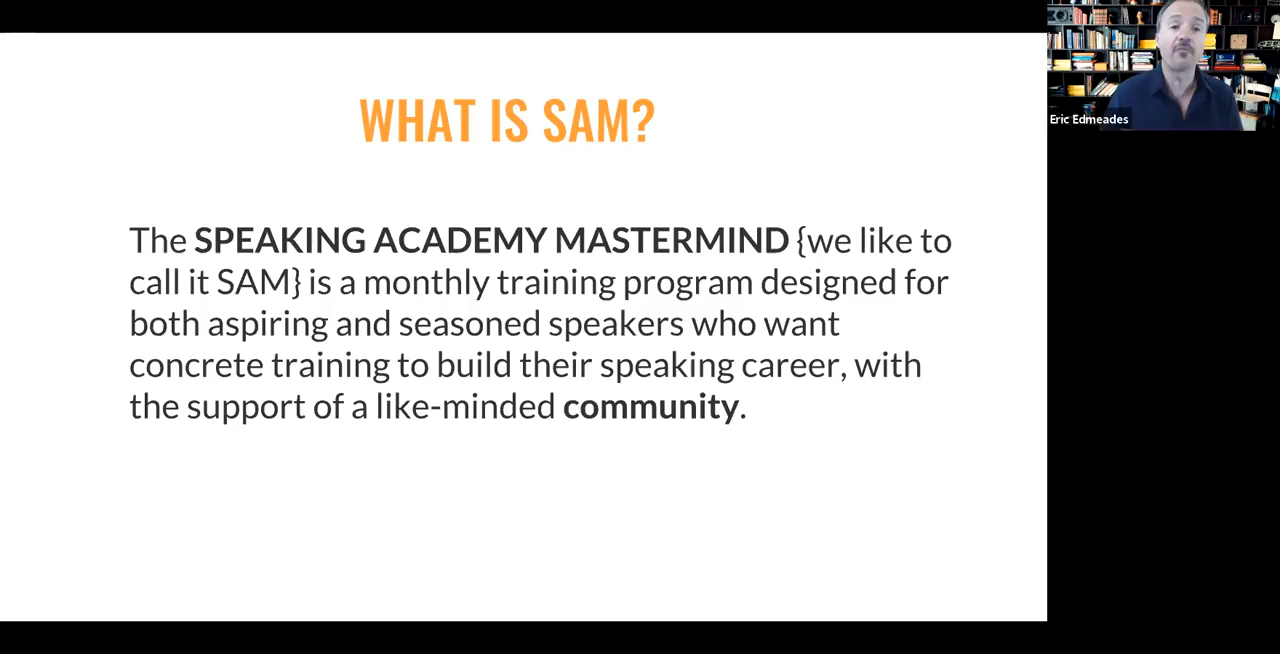 WHAT IS SAM?
The SPEAKING ACADEMY MASTERMIND {we like to
call it SAM} is a monthly training program designed for
both aspiring and seasoned speakers who want
concrete training to build their speaking career, with
the support of a like-minded community.
Eric Edmeades